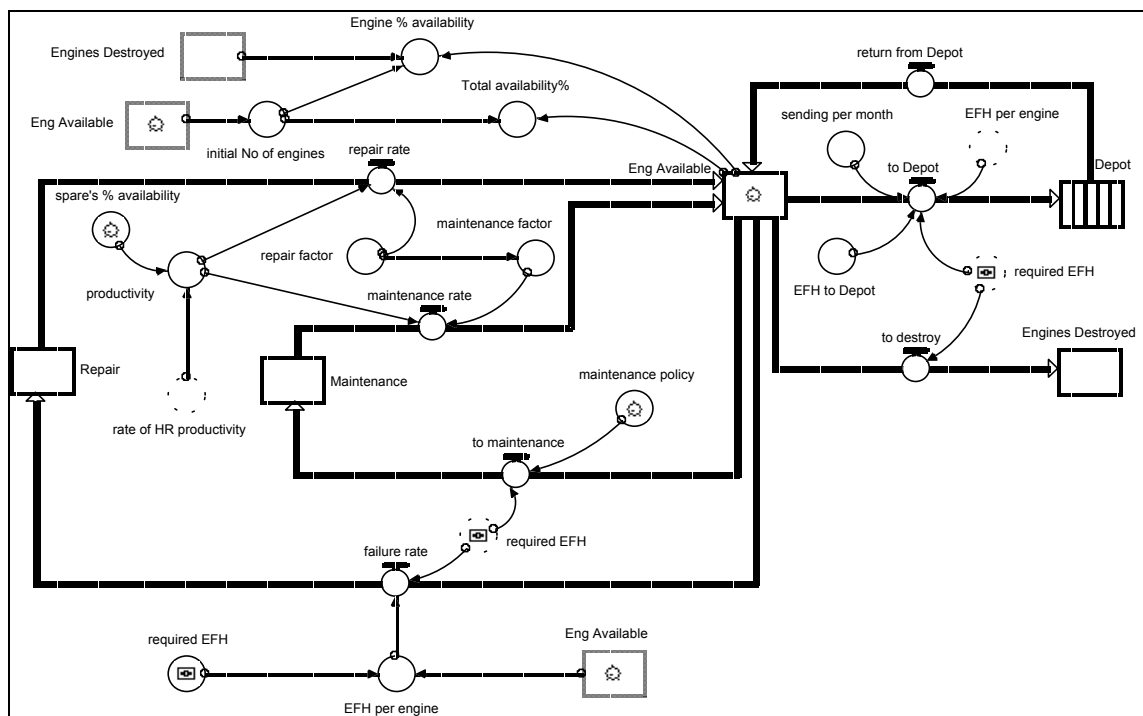 Engine % availability
Engines Destroyed
return from Depot
Total availability%
sending per month
EFH per engine
Eng Available
initial No of engines
repair rate
Eng Available
to Depot
Depot
spare's % availability
maintenance factor
repair factor
productivity
EFH to Depot
required EFH
maintenance rate
Engines Destroyed
to destroy
Repair
Maintenance
maintenance policy
rate of HR productivity
to maintenance
required EFH
failure rate
required EFH
Eng Available
EFH per engine